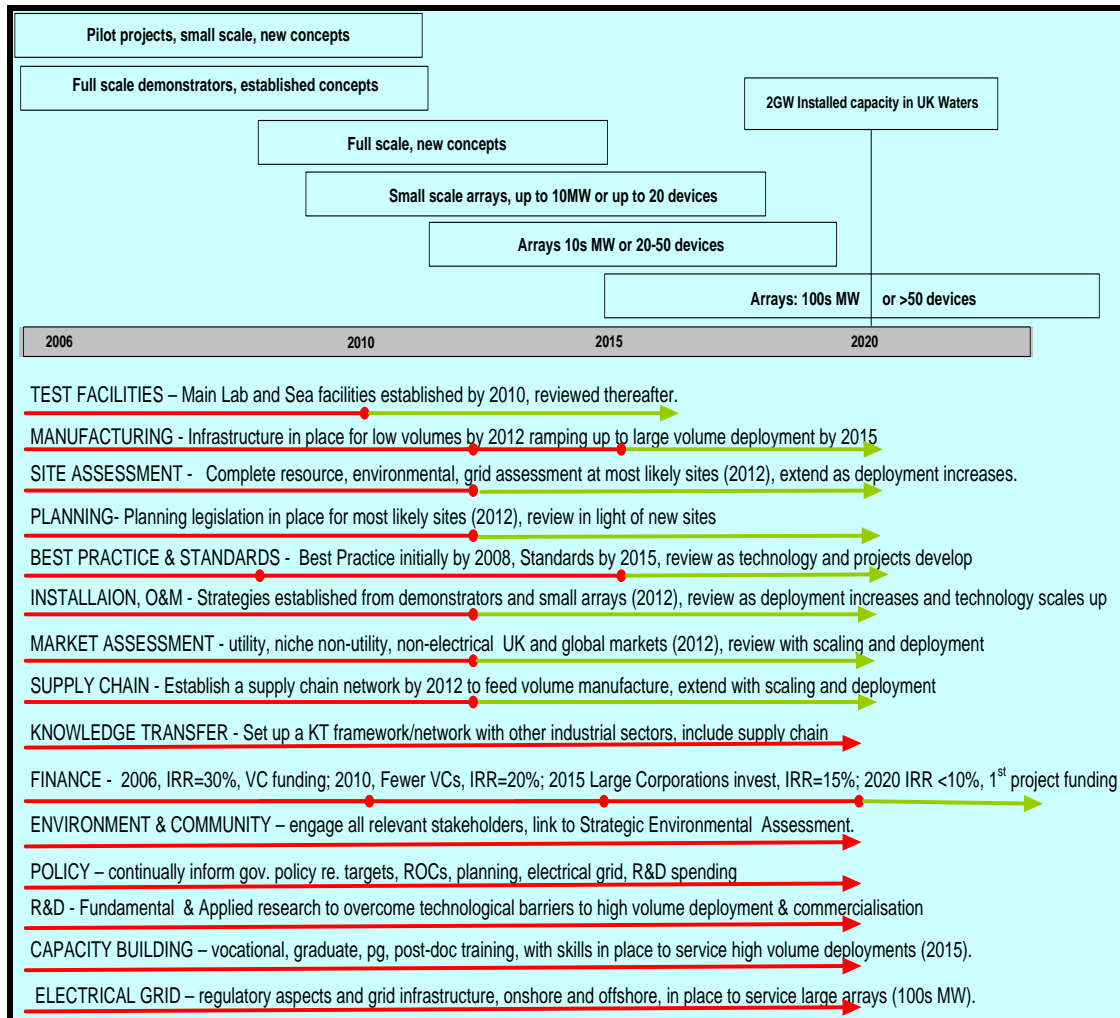 Pilot projects, small scale, new concepts
Full scale demonstrators, established concepts
2GW Installed capacity in UK Waters
Full scale, new concepts
Small scale arrays, up to 10MW or up to 20 devices
Arrays 10s MW or 20-50 devices
Arrays: 100s MW or >50 devices
2006 2010 2015 2020
TEST FACILITIES – Main Lab and Sea facilities established by 2010, reviewed thereafter.
MANUFACTURING - Infrastructure in place for low volumes by 2012 ramping up to large volume deployment by 2015
SITE ASSESSMENT - Complete resource, environmental, grid assessment at most likely sites (2012), extend as deployment increases.
PLANNING- Planning legislation in place for most likely sites (2012), review in light of new sites
BEST PRACTICE & STANDARDS - Best Practice initially by 2008, Standards by 2015, review as technology and projects develop
INSTALLAION, O&M - Strategies established from demonstrators and small arrays (2012), review as deployment increases and technology scales up
MARKET ASSESSMENT - utility, niche non-utility, non-electrical UK and global markets (2012), review with scaling and deployment
SUPPLY CHAIN - Establish a supply chain network by 2012 to feed volume manufacture, extend with scaling and deployment
KNOWLEDGE TRANSFER - Set up a KT framework/network with other industrial sectors, include supply chain
FINANCE - 2006, IRR=30%, VC funding; 2010, Fewer VCs, IRR=20%; 2015 Large Corporations invest, IRR=15%; 2020 IRR <10%, 1st project funding
ENVIRONMENT & COMMUNITY – engage all relevant stakeholders, link to Strategic Environmental Assessment.
POLICY – continually inform gov. policy re. targets, ROCs, planning, electrical grid, R&D spending
R&D - Fundamental & Applied research to overcome technological barriers to high volume deployment & commercialisation
CAPACITY BUILDING – vocational, graduate, pg, post-doc training, with skills in place to service high volume deployments (2015).
ELECTRICAL GRID – regulatory aspects and grid infrastructure, onshore and offshore, in place to service large arrays (100s MW).